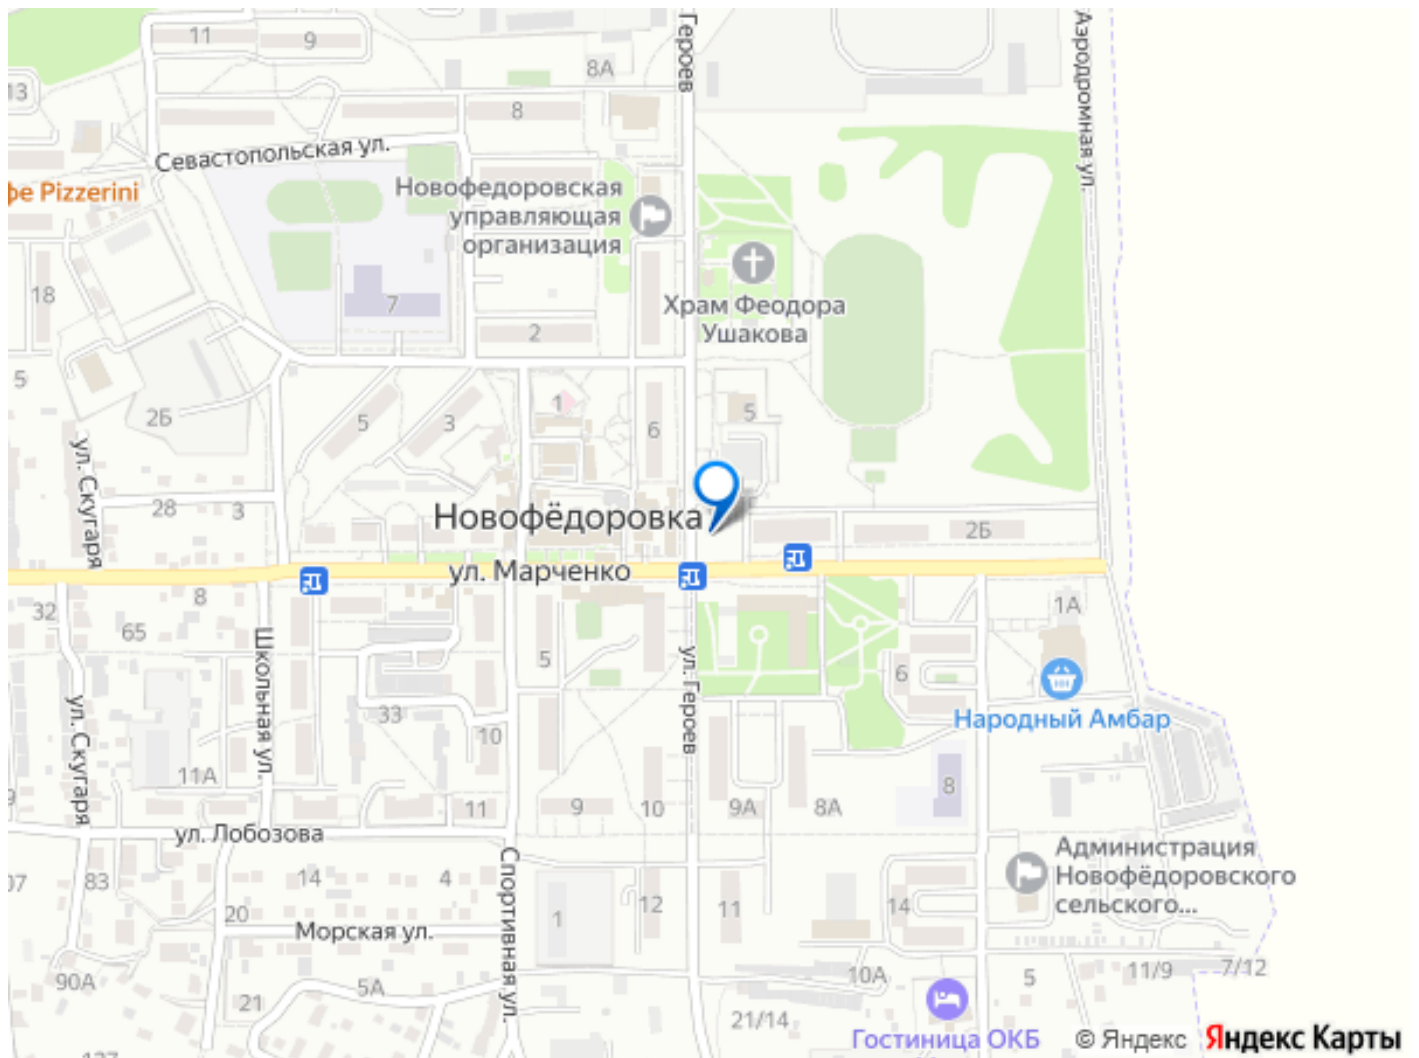 11
9
Героев
Аэродромная ул.
8А
13
8
Севастопольская ул.
фе Pizzerini
Новофедоровская
управляющая
организация
Храм Феодора
Ушакова
18
7
2
5
2Б
5
3
1
6
5
ул. Скугаря
28
3
Новофёдоровка
2Б
ул. Марченко
32
8
65
1А
Школьная ул.
5
ул. Героев
6
Народный Амбар
ул. Скугаря
33
10
11А
8
9
11
9
10
9А
8А
ул. Лобозова
Администрация
Новофёдоровского
сельского...
07
83
14
4
Спортивная ул.
1
12
11
14
20
Морская ул.
90А
21
5А
10А
5
11/9
7/12
21/14
Гостиница ОКБ
© Яндекс
Яндекс Карты
137